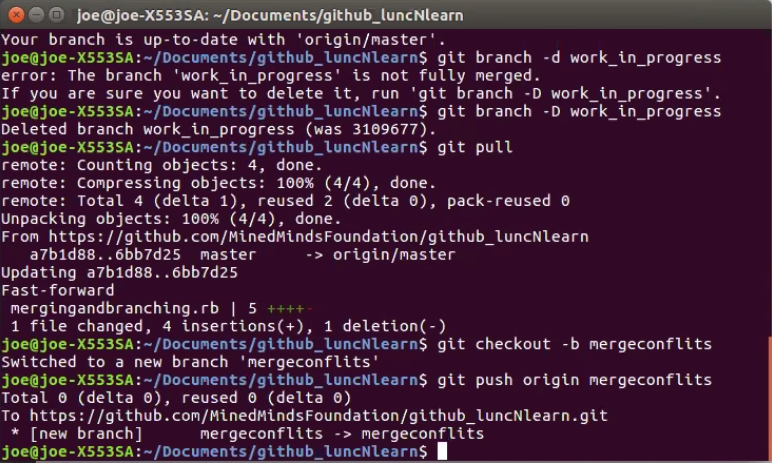 joe@joe-X553SA: ~/Documents/github_luncNlearn
Your branch is up-to-date with 'origin/master'.
joe@joe-X553SA:~/Documents/github_luncNlearn$ git branch -d work_in_progress
error: The branch 'work_in_progress' is not fully merged.
If you are sure you want to delete it, run 'git branch -D work_in_progress'.
joe@joe-X553SA:~/Documents/github_luncNlearn$ git branch -D work_in_progress
Deleted branch work_in_progress (was 3109677).
joe@joe-X553SA:~/Documents/github_luncNlearn$ git pull
remote: Counting objects: 4, done.
remote: Compressing objects: 100% (4/4), done.
remote: Total 4 (delta 1), reused 2 (delta 0), pack-reused 0
Unpacking objects: 100% (4/4), done.
From https://github.com/MinedMindsFoundation/github_luncNlearn
   a7b1d88..6bb7d25  master     -> origin/master
Updating a7b1d88..6bb7d25
Fast-forward
 mergingandbranching.rb | 5 ++++-
 1 file changed, 4 insertions(+), 1 deletion(-)
joe@joe-X553SA:~/Documents/github_luncNlearn$ git checkout -b mergeconflits
Switched to a new branch 'mergeconflits'
joe@joe-X553SA:~/Documents/github_luncNlearn$ git push origin mergeconflits
Total 0 (delta 0), reused 0 (delta 0)
To https://github.com/MinedMindsFoundation/github_luncNlearn.git
 * [new branch]      mergeconflits -> mergeconflits
joe@joe-X553SA:~/Documents/github_luncNlearn$